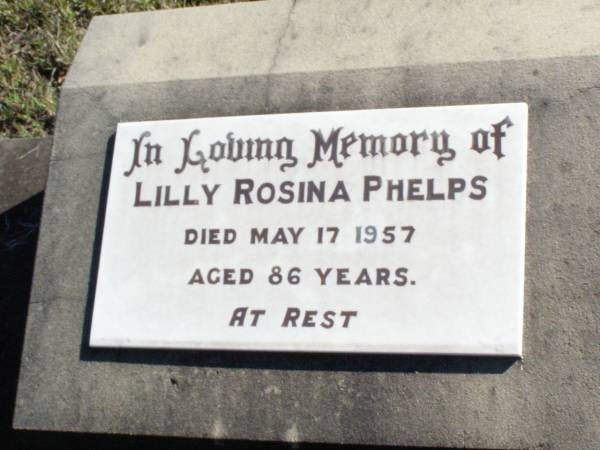 In Loving Memory of
LILLY ROSINA PHELPS
DIED MAY 17 1957
AGED 86 YEARS.
AT REST